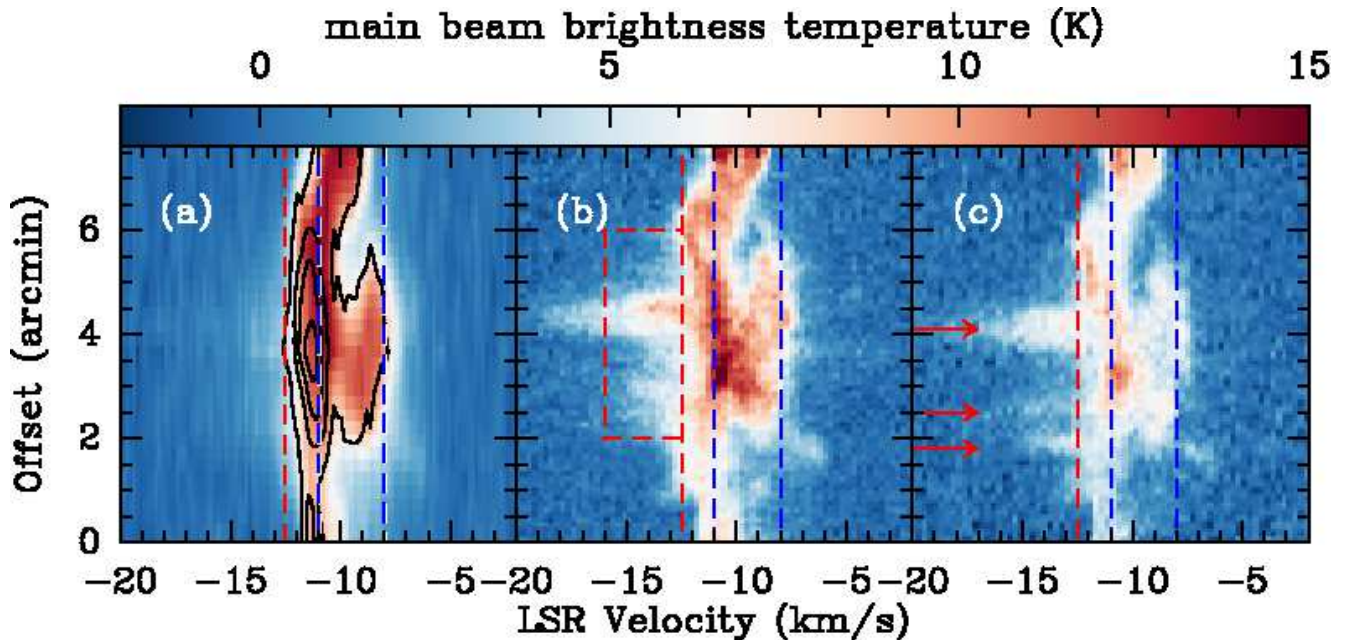 main beam brightness temperature (K)
0 5 10 15
(a) (b) (c)
Offset (arcmin)
6
4
2
0
−20 −15 −10 −5 −20 −15 −10 −5 −20 −15 −10 −5
LSR Velocity (km/s)